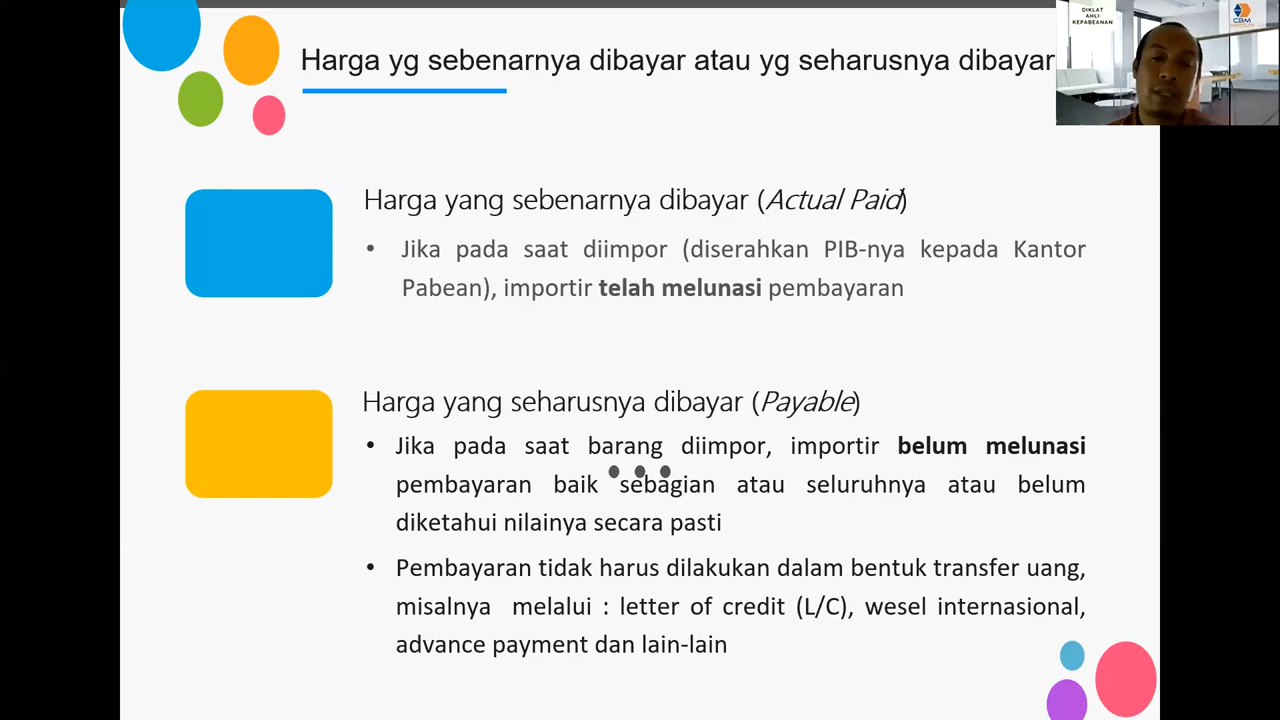 DIKLAT
AHLI
KEPABEANAN
CBM
INSTITUTE
Harga yg sebenarnya dibayar atau yg seharusnya dibayar
Harga yang sebenarnya dibayar (Actual Paid)
• Jika pada saat diimpor (diserahkan PIB-nya kepada Kantor
Pabean), importir telah melunasi pembayaran
Harga yang seharusnya dibayar (Payable)
• Jika pada saat barang diimpor, importir belum melunasi
pembayaran baik sebagian atau seluruhnya atau belum
diketahui nilainya secara pasti
• Pembayaran tidak harus dilakukan dalam bentuk transfer uang,
misalnya melalui : letter of credit (L/C), wesel internasional,
advance payment dan lain-lain